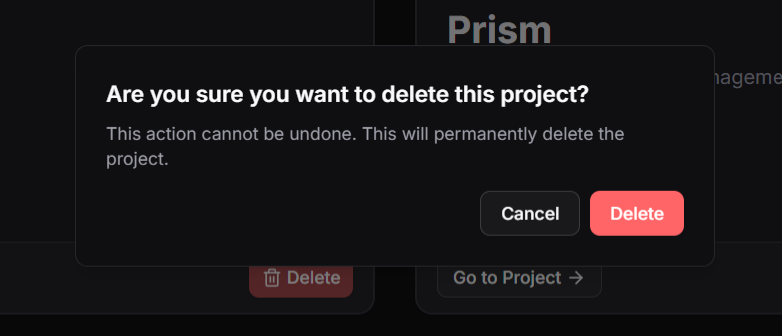 Prism
nageme
Are you sure you want to delete this project?
This action cannot be undone. This will permanently delete the
project.
Cancel
Delete
Delete
Go to Project →